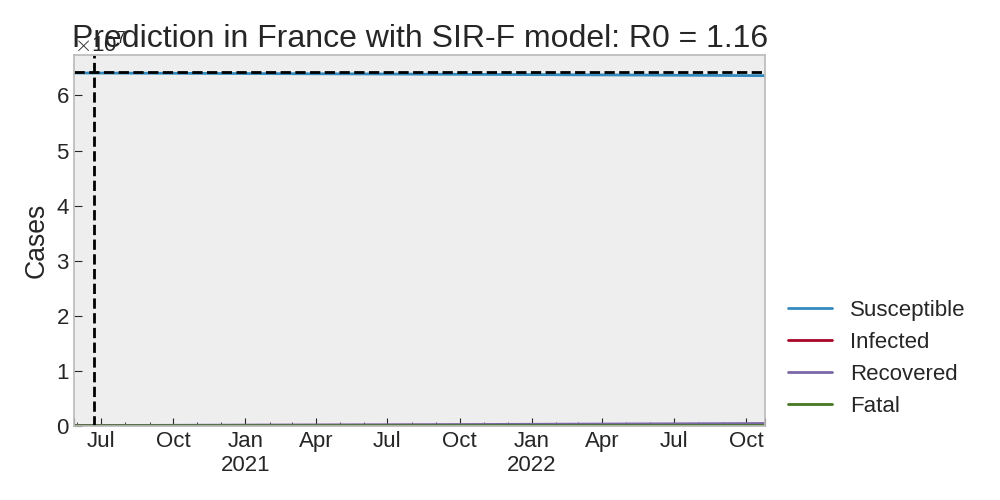 Prediction in France with SIR-F model: R0 = 1.16
×10⁷
6
5
4
3
2
1
0
Cases
Jul Oct Jan Apr Jul Oct Jan Apr Jul Oct
2021 2022
Susceptible
Infected
Recovered
Fatal